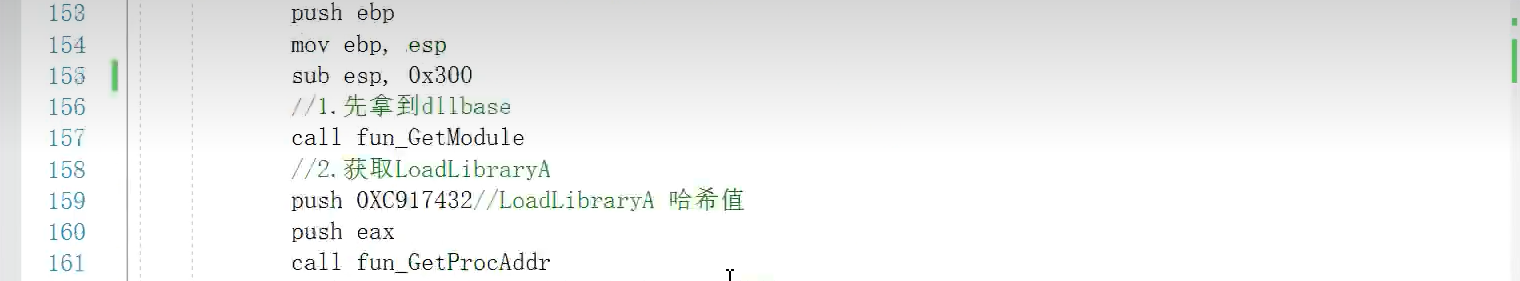 153 push ebp
154 mov ebp, esp
155 sub esp, 0x300
156 //1.先拿到dllbase
157 call fun_GetModule
158 //2.获取LoadLibraryA
159 push 0XC917432//LoadLibraryA 哈希值
160 push eax
161 call fun_GetProcAddr